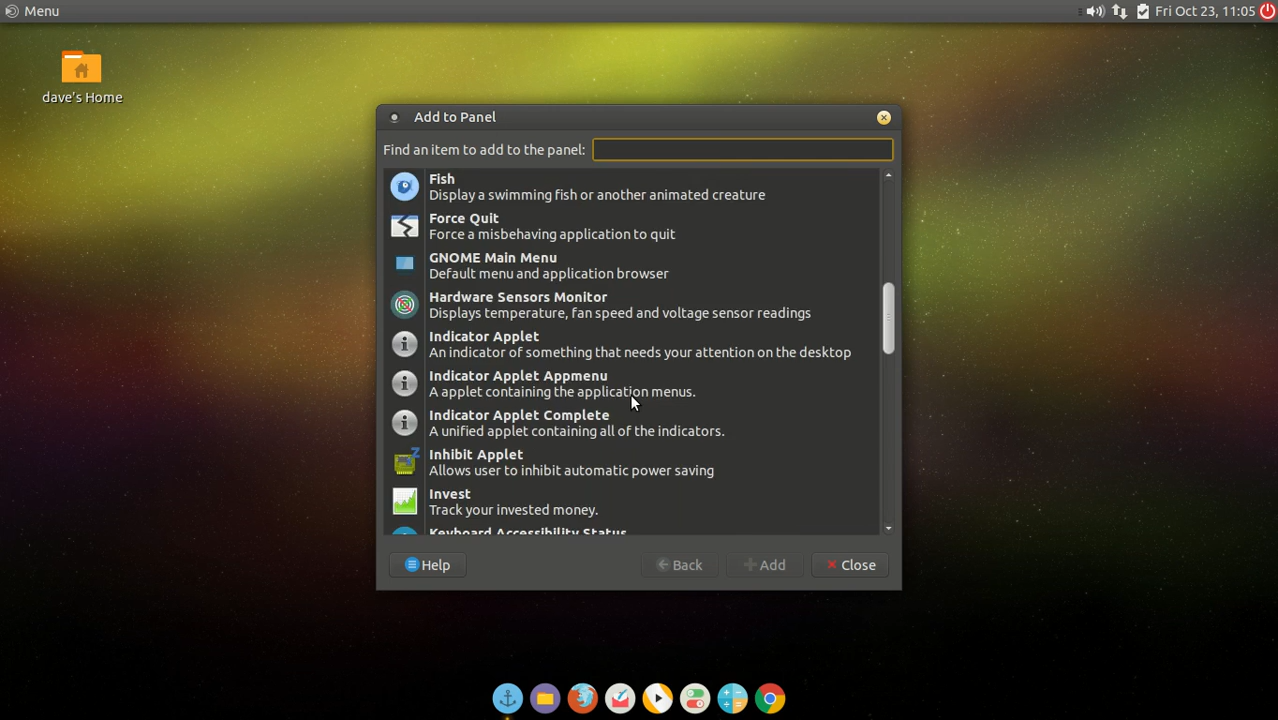 Menu
Fri Oct 23, 11:05
dave's Home
Add to Panel
Find an item to add to the panel:
Fish
Display a swimming fish or another animated creature
Force Quit
Force a misbehaving application to quit
GNOME Main Menu
Default menu and application browser
Hardware Sensors Monitor
Displays temperature, fan speed and voltage sensor readings
Indicator Applet
An indicator of something that needs your attention on the desktop
Indicator Applet Appmenu
A applet containing the application menus.
Indicator Applet Complete
A unified applet containing all of the indicators.
Inhibit Applet
Allows user to inhibit automatic power saving
Invest
Track your invested money.
Keyboard Accessibility Status
Help
Back
Add
Close